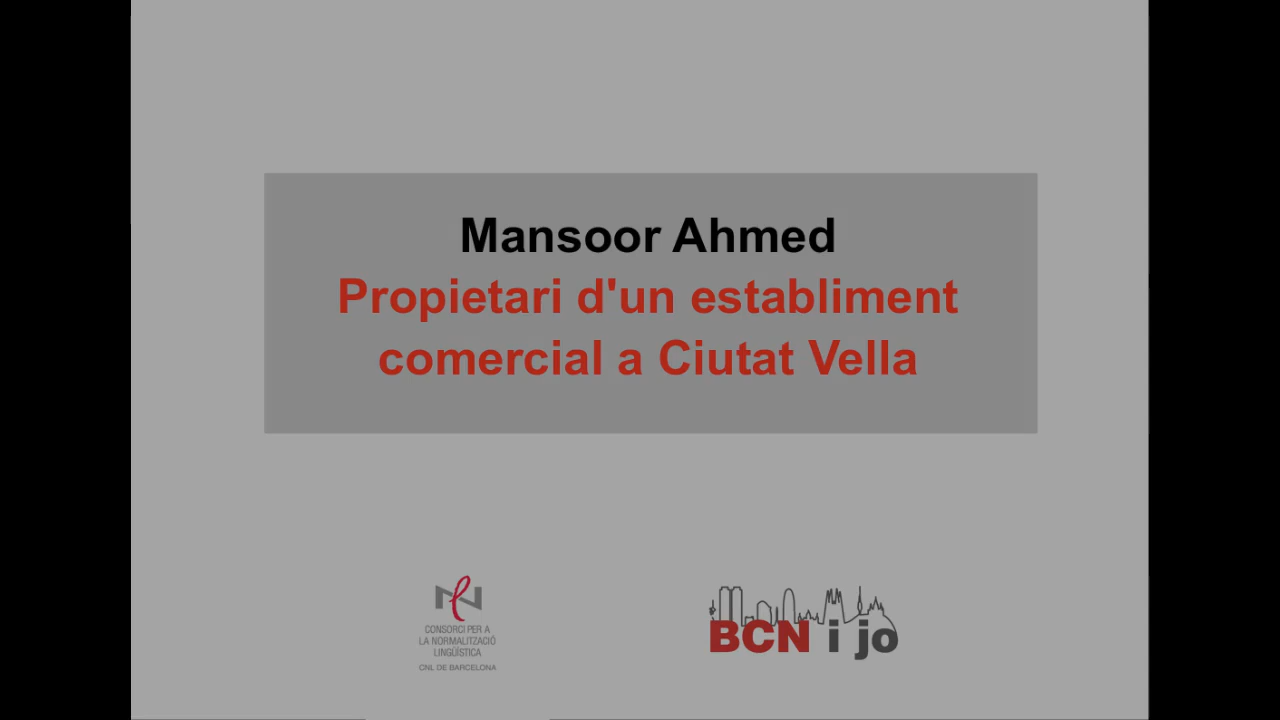 Mansoor Ahmed
Propietari d'un establiment
comercial a Ciutat Vella
CONSORCI PER A
LA NORMALITZACIÓ
LINGÜÍSTICA
CNL DE BARCELONA
BCN i jo